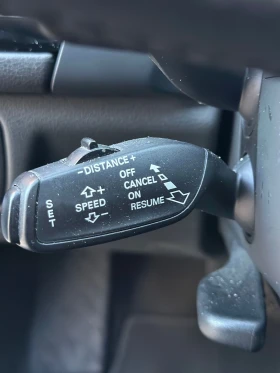 -DISTANCE+
OFF
CANCEL
ON
RESUME
+
SPEED
-
SET